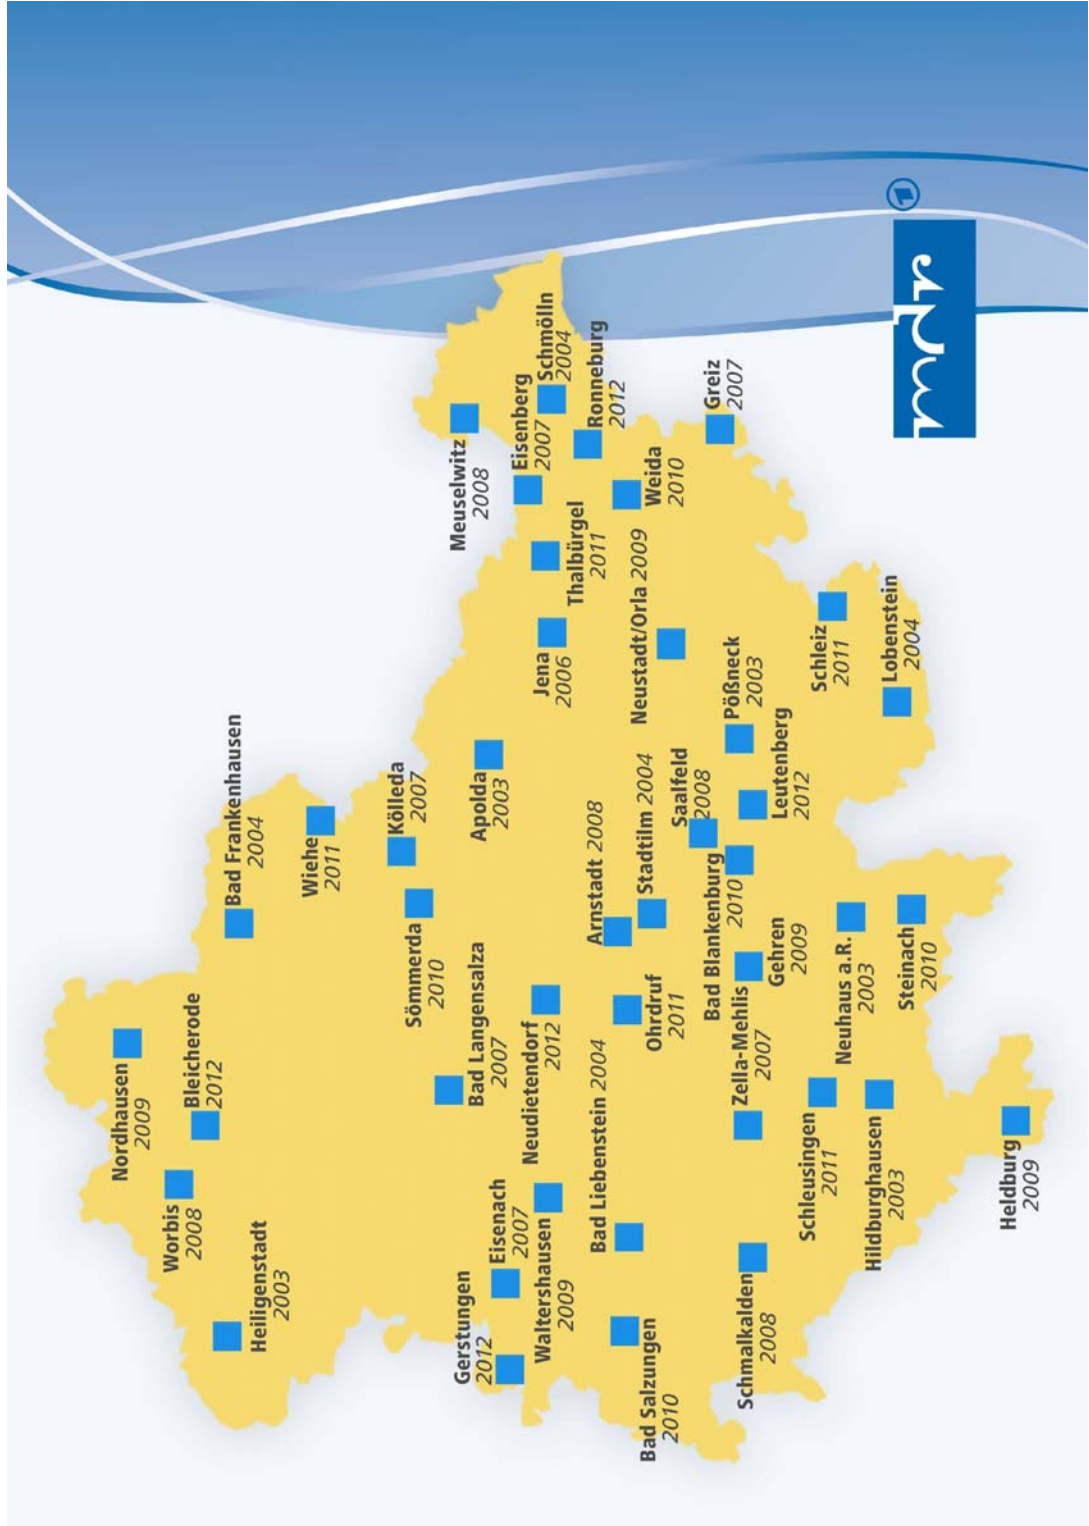 Nordhausen
2009
Worbis
2008
Bleicherode
2012
Heiligenstadt
2003
Bad Frankenhausen
2004
Wiehe
2011
Kölleda
2007
Sömmerda
2010
Bad Langensalza
2007
Apolda
2003
Meuselwitz
2008
Gerstungen
2012
Eisenach
2007
Waltershausen
2009
Neudietendorf
2012
Jena
2006
Thalbürgel
2011
Eisenberg
2007
Schmölln
2004
Ronneburg
2012
Bad Liebenstein 2004
Bad Salzungen
2010
Ohrdruf
2011
Arnstadt 2008
Stadtilm 2004
Neustadt/Orla 2009
Weida
2010
Greiz
2007
Saalfeld
2008
Bad Blankenburg
2010
Pößneck
2003
Leutenberg
2012
Schmalkalden
2008
Zella-Mehlis
2007
Gehren
2009
Schleiz
2011
Lobenstein
2004
Schleusingen
2011
Neuhaus a.R.
2003
Hildburghausen
2003
Steinach
2010
Heldburg
2009
mdr
1